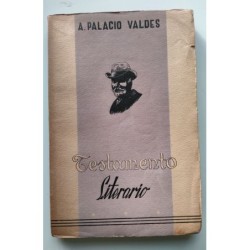 A. PALACIO VALDES
Testamento
Literario